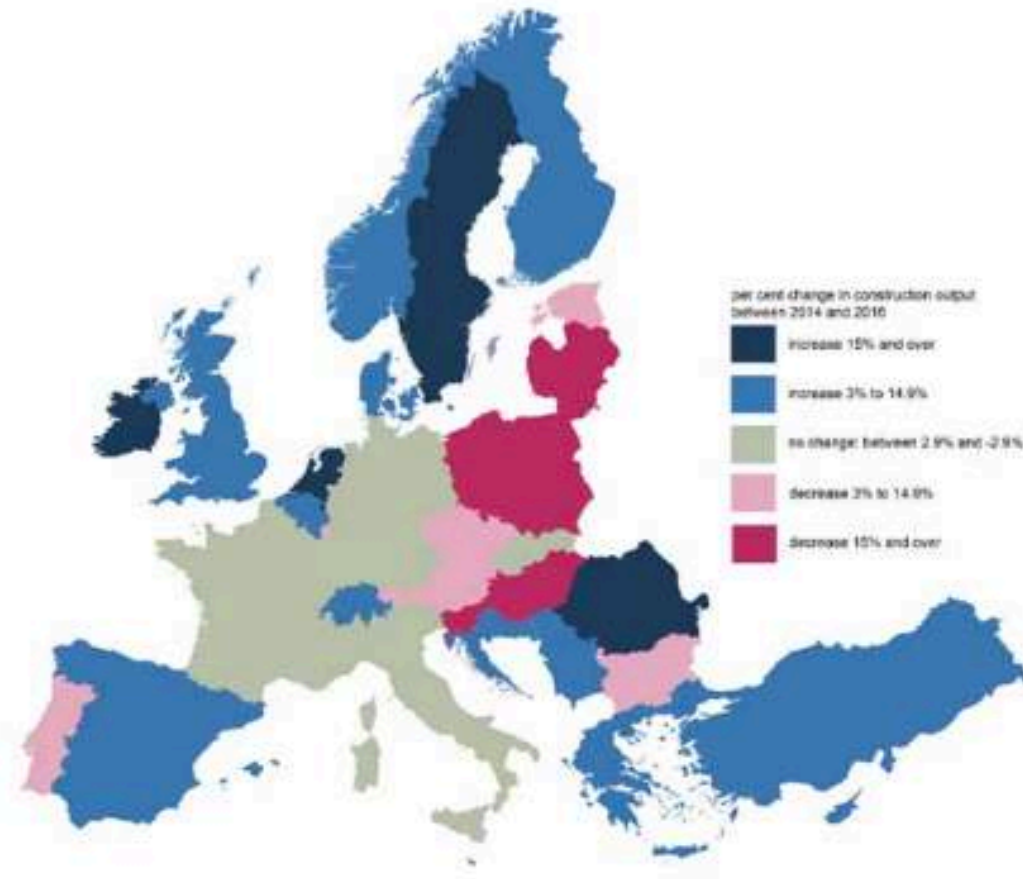 per cent change in construction output
between 2014 and 2016
increase 15% and over
increase 3% to 14.9%
no change: between 2.9% and -2.9%
decrease 3% to 14.9%
decrease 15% and over